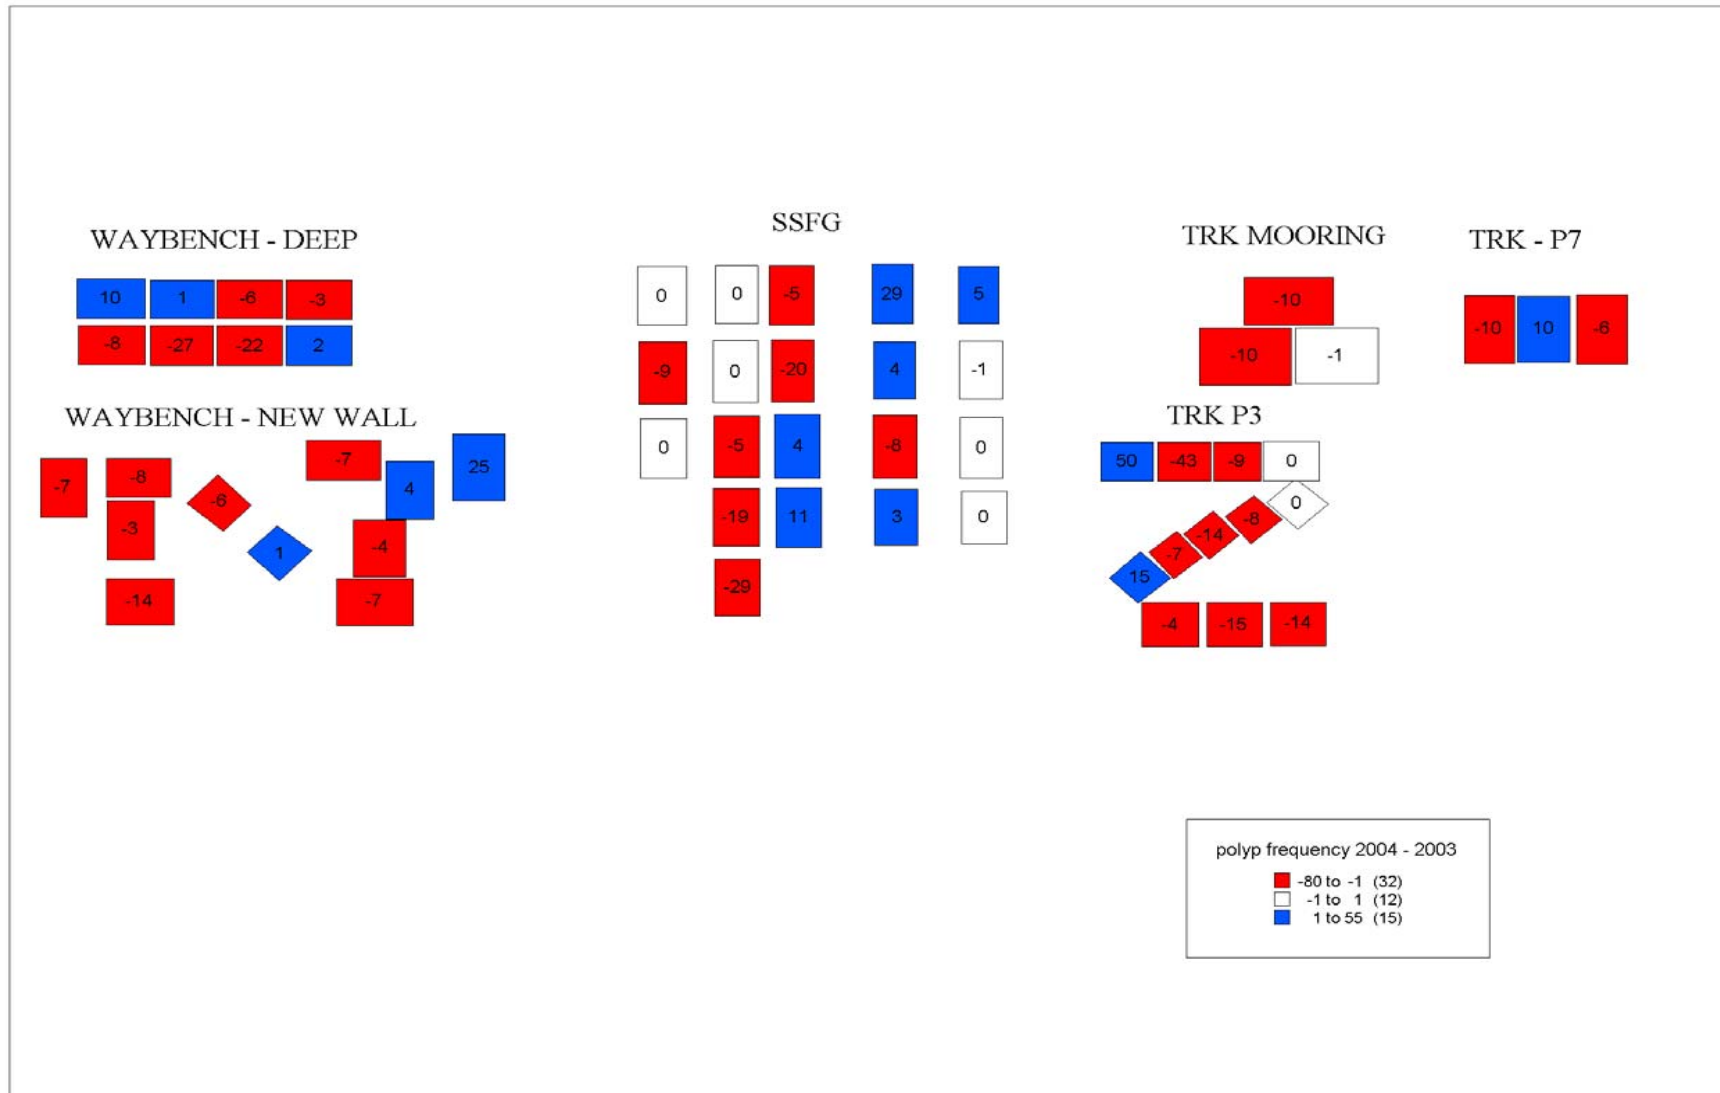 WAYBENCH - DEEP
10 1 -6 -3
-8 -27 -22 2
WAYBENCH - NEW WALL
-7 -8 -6 -7 4 25
-3 1 -4
-14 -7
SSFG
0 0 -5 29 5
-9 0 -20 4 -1
0 -5 4 -8 0
-19 11 3 0
-29
TRK MOORING
-10
-10 -1
TRK - P7
-10 10 -6
TRK P3
50 -43 -9 0
15 -7 -14 -8 0
-4 -15 -14
polyp frequency 2004 - 2003
-80 to -1 (32)
-1 to 1 (12)
1 to 55 (15)